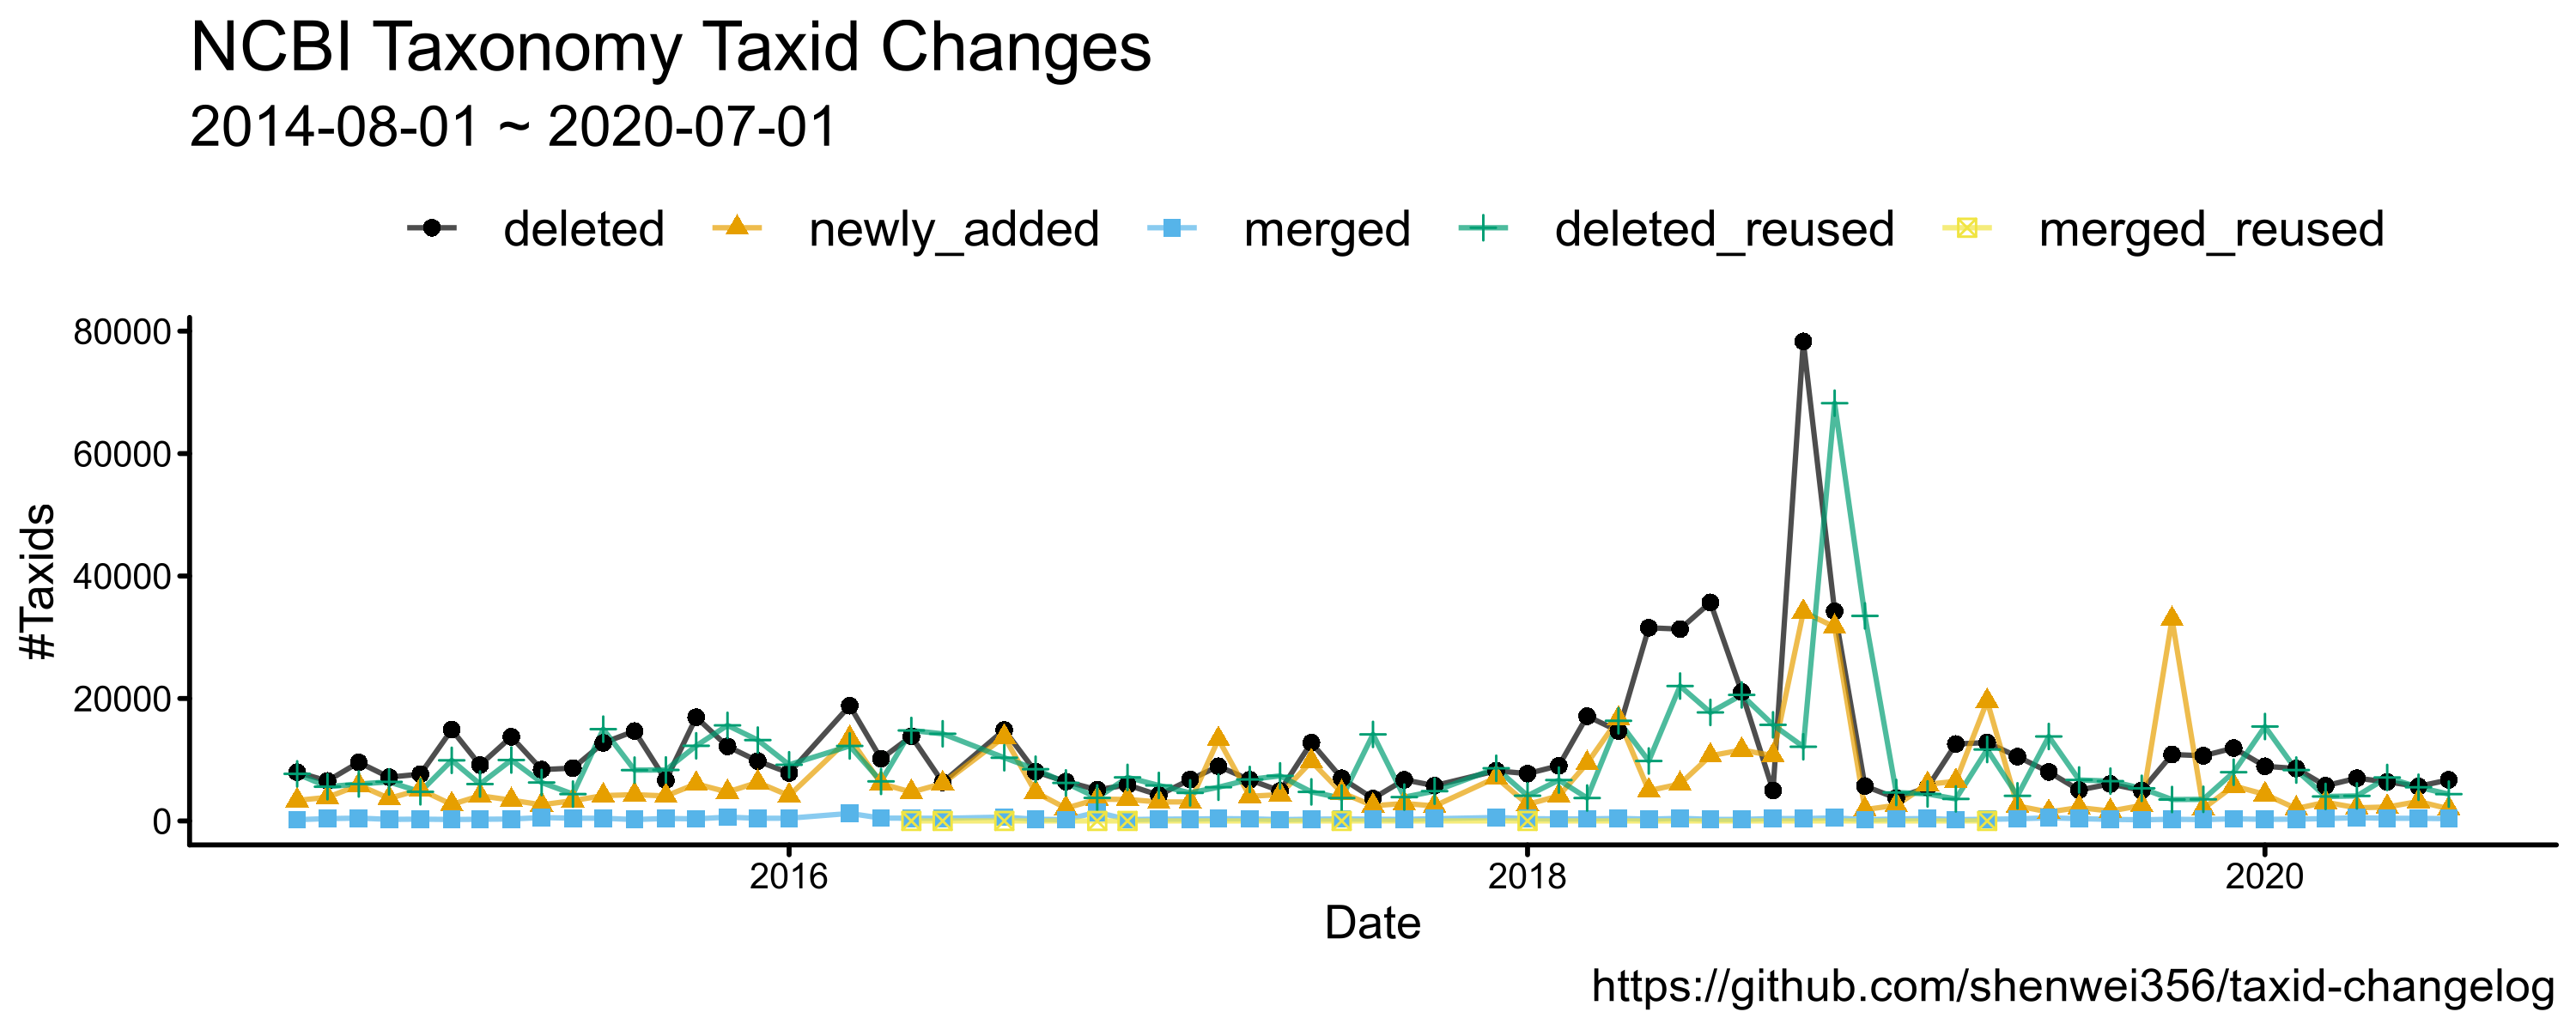 NCBI Taxonomy Taxid Changes
2014-08-01 ~ 2020-07-01
deleted newly_added merged deleted_reused merged_reused
80000
60000
40000
20000
0
#Taxids
2016 2018 2020
Date
https://github.com/shenwei356/taxid-changelog